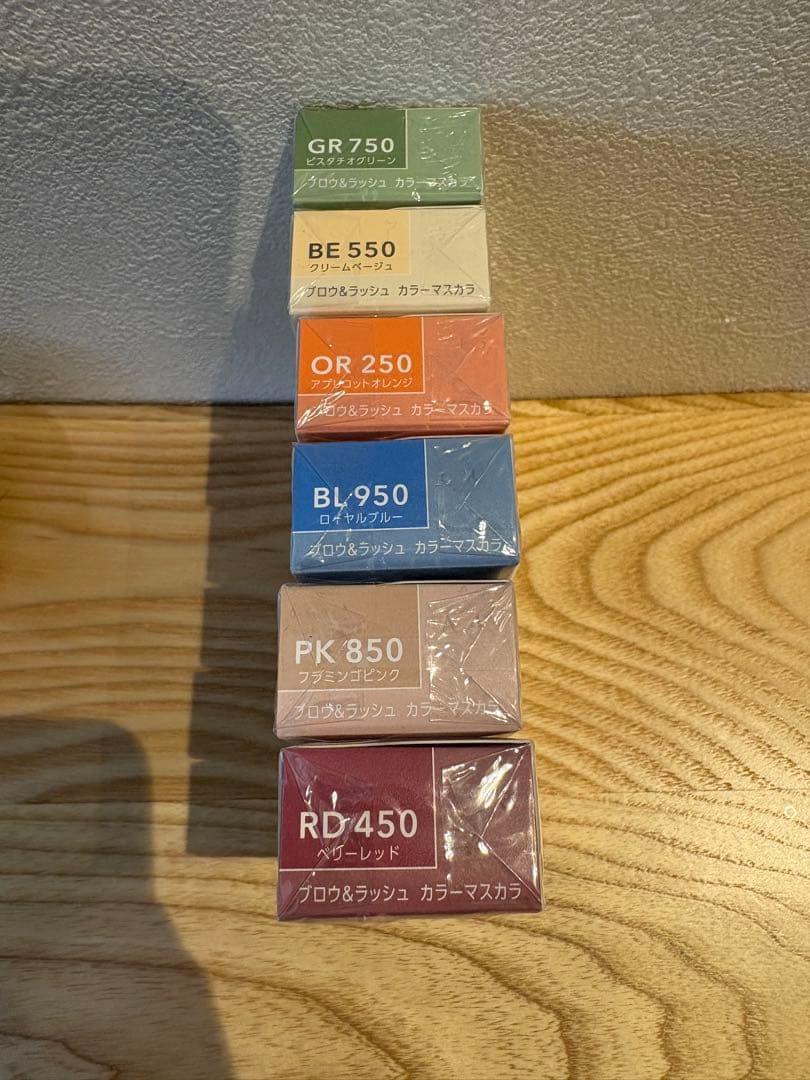 GR 750
ピスタチオグリーン
ブロウ&ラッシュ カラーマスカラ
BE 550
クリームベージュ
ブロウ&ラッシュ カラーマスカラ
OR 250
アプリコットオレンジ
ブロウ&ラッシュ カラーマスカラ
BL 950
ロイヤルブルー
ブロウ&ラッシュ カラーマスカラ
PK 850
フラミンゴピンク
ブロウ&ラッシュ カラーマスカラ
RD 450
ベリーレッド
ブロウ&ラッシュ カラーマスカラ